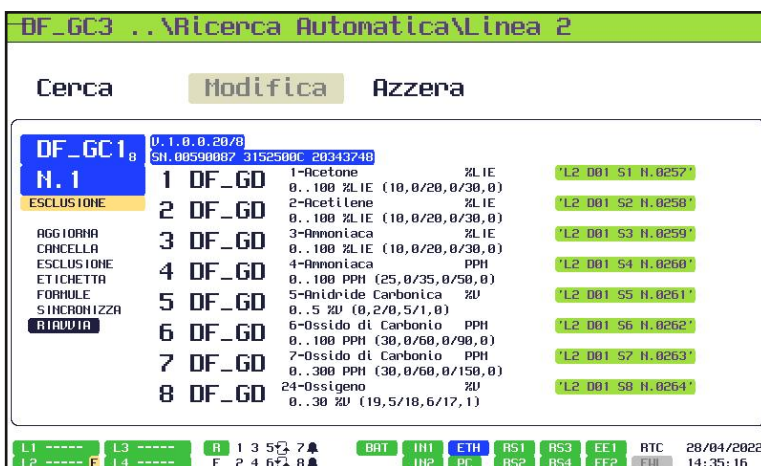 DF_GC3 ..\Ricerca Automatica\Linea 2
Cerca Modifica Azzera
DF_GC1 8 V.1.0.0.20/8
SN.00590087 3152500C 20343748
N.1
ESCLUSIONE
AGGIORNA
CANCELLA
ESCLUSIONE
ETICHETTA
FORMULE
SINCRONIZZA
RIAVVIA
1 DF_GD 1-Acetone %LIE 'L2 D01 S1 N.0257'
0..100 %LIE (10,0/20,0/30,0)
2 DF_GD 2-Acetilene %LIE 'L2 D01 S2 N.0258'
0..100 %LIE (10,0/20,0/30,0)
3 DF_GD 3-Ammoniaca %LIE 'L2 D01 S3 N.0259'
0..100 %LIE (10,0/20,0/30,0)
4 DF_GD 4-Ammoniaca PPM 'L2 D01 S4 N.0260'
0..100 PPM (25,0/35,0/50,0)
5 DF_GD 5-Anidride Carbonica %V 'L2 D01 S5 N.0261'
0..5 %V (0,2/0,5/1,0)
6 DF_GD 6-Ossido di Carbonio PPM 'L2 D01 S6 N.0262'
0..100 PPM (30,0/60,0/90,0)
7 DF_GD 7-Ossido di Carbonio PPM 'L2 D01 S7 N.0263'
0..300 PPM (30,0/60,0/150,0)
8 DF_GD 24-Ossigeno %V 'L2 D01 S8 N.0264'
0..30 %V (19,5/18,6/17,1)
L1 ----- L3 ----- R 1 3 5 7 BAT IN1 ETH RS1 RS3 EE1 RTC 28/04/2022
L2 ----- E L4 ----- F 2 4 6 8 IN2 PC RS2 RS4 EE2 14:35:16